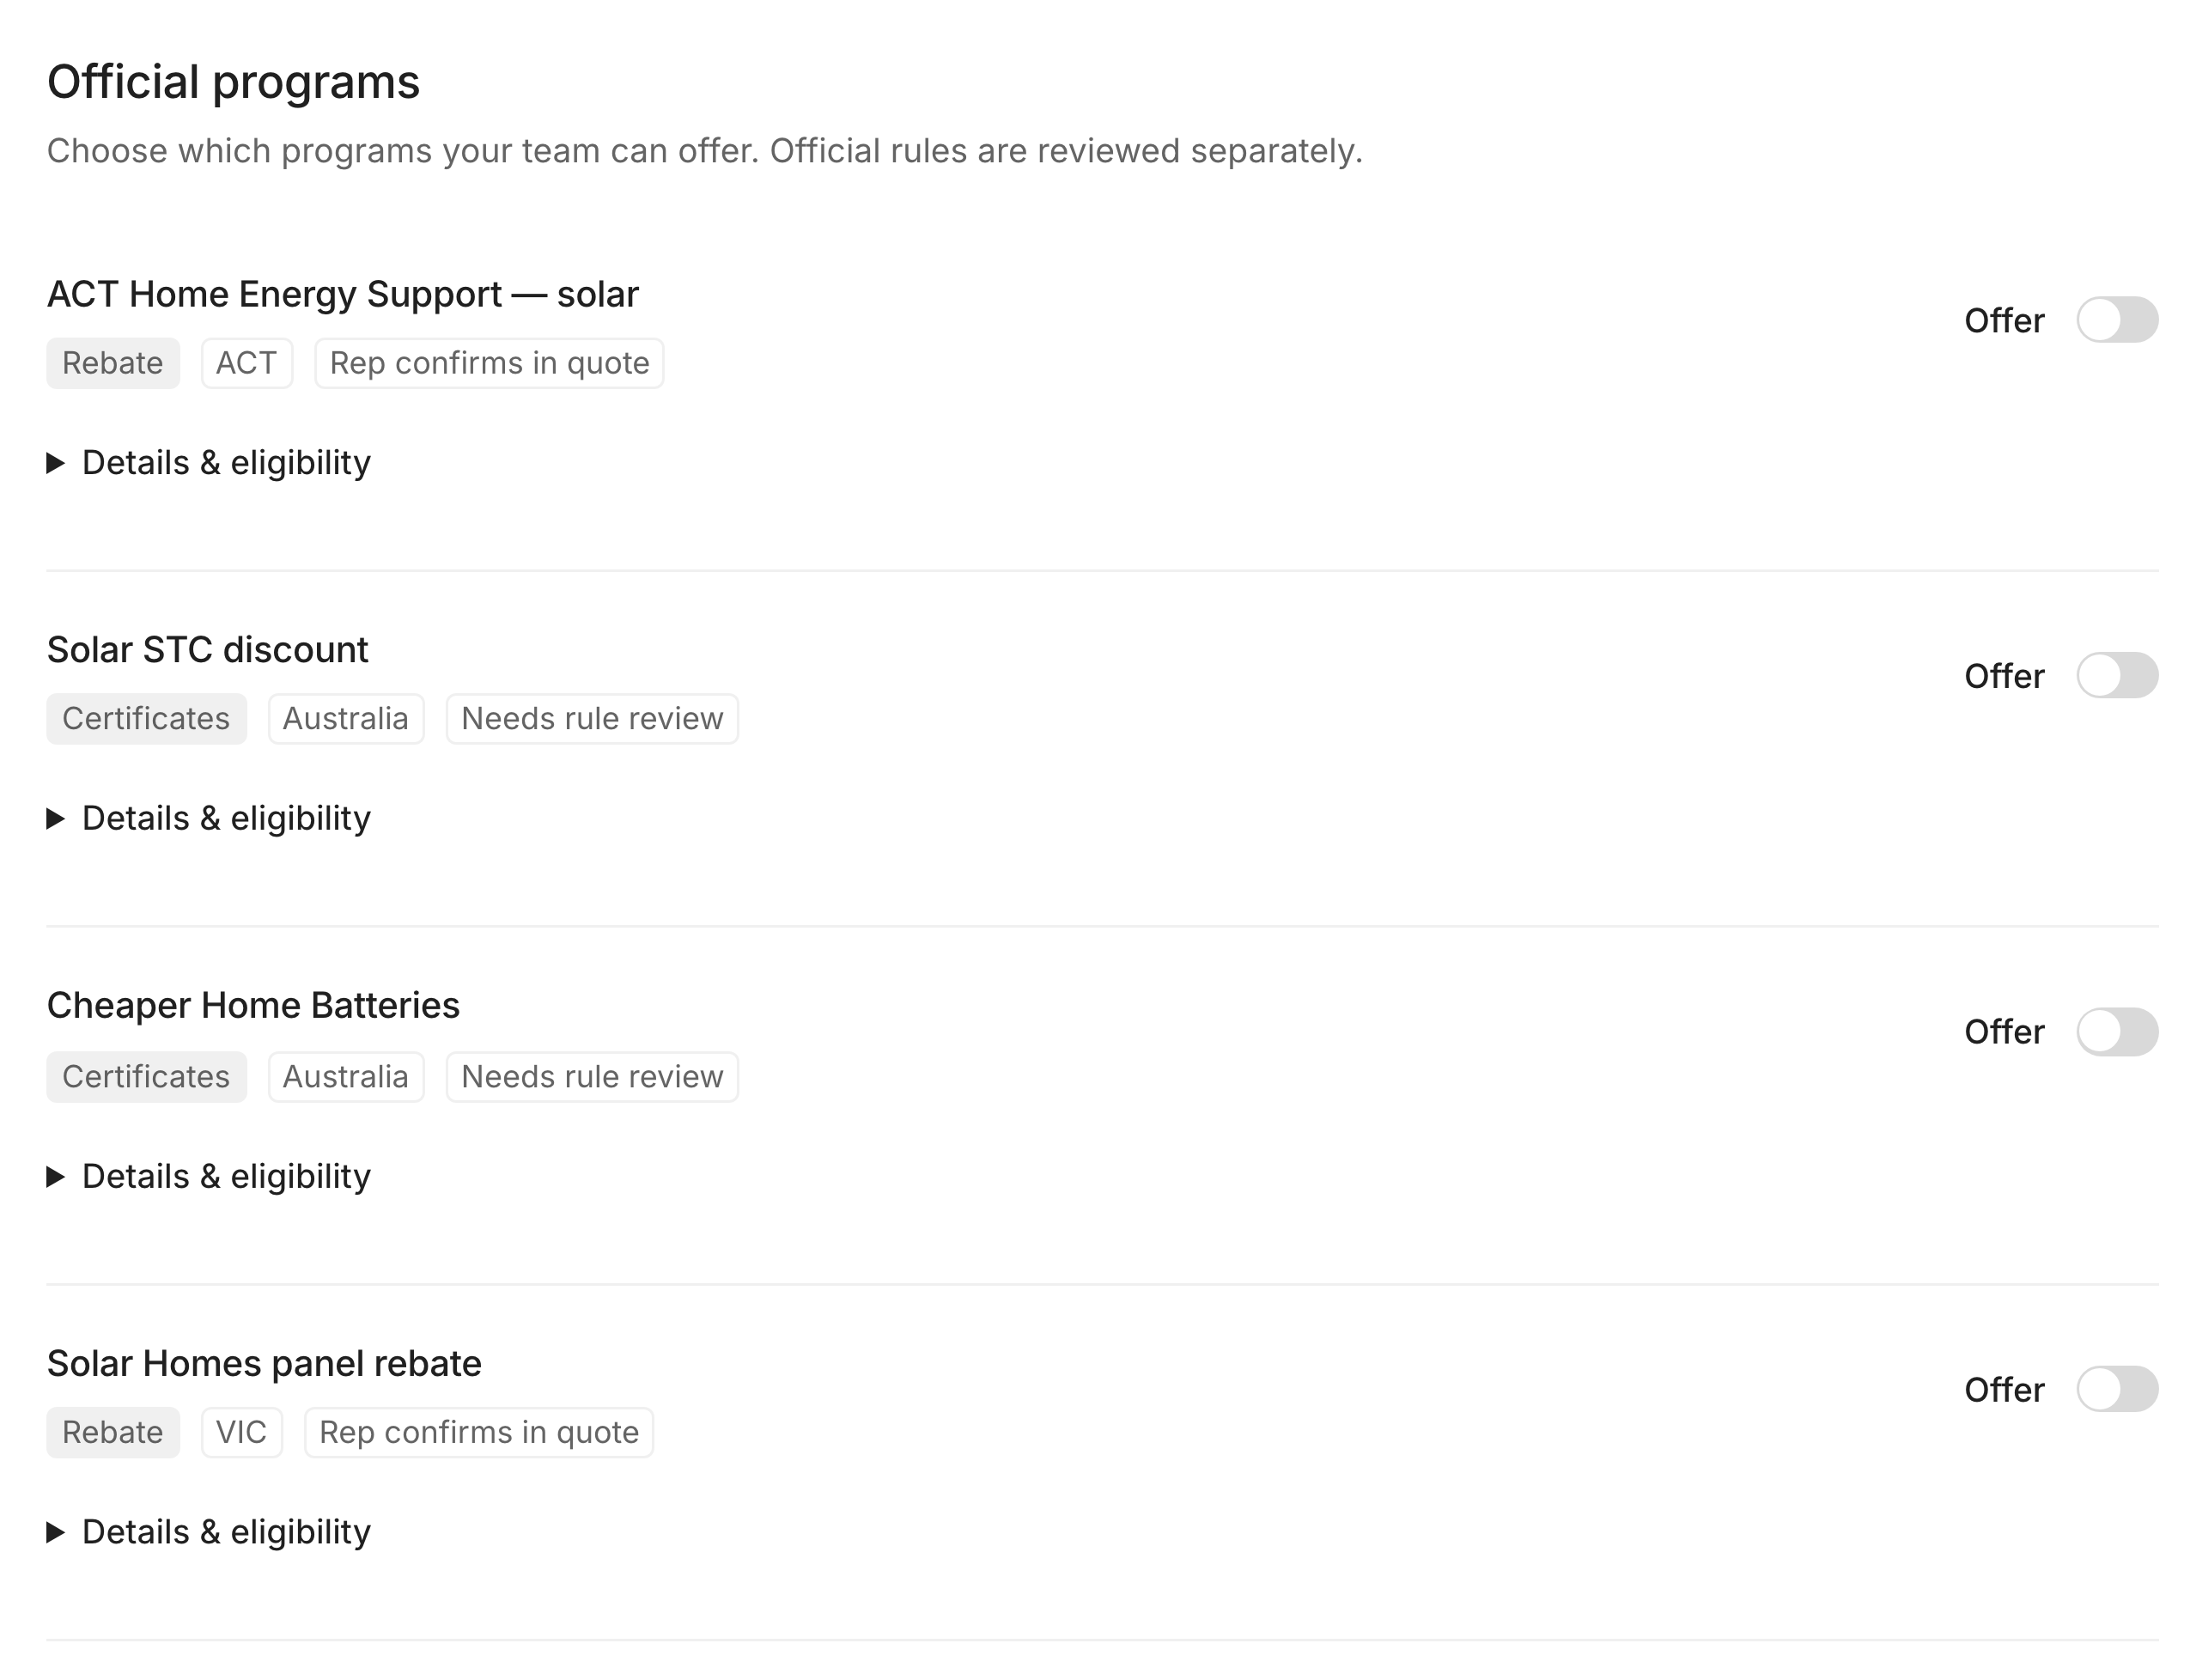 Official programs
Choose which programs your team can offer. Official rules are reviewed separately.
ACT Home Energy Support — solar
Offer
Rebate ACT Rep confirms in quote
Details & eligibility
Solar STC discount
Offer
Certificates Australia Needs rule review
Details & eligibility
Cheaper Home Batteries
Offer
Certificates Australia Needs rule review
Details & eligibility
Solar Homes panel rebate
Offer
Rebate VIC Rep confirms in quote
Details & eligibility